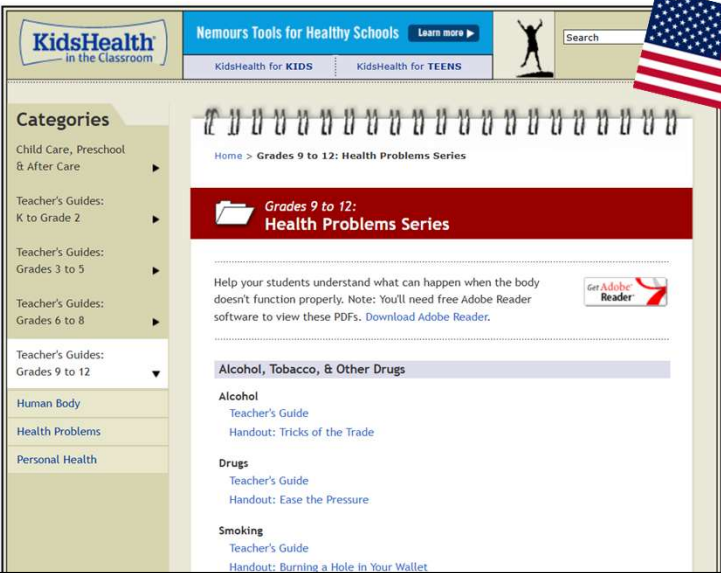 KidsHealth®
in the Classroom
Nemours Tools for Healthy Schools
Learn more
KidsHealth for KIDS
KidsHealth for TEENS
Search
Categories
Child Care, Preschool
& After Care
Teacher's Guides:
K to Grade 2
Teacher's Guides:
Grades 3 to 5
Teacher's Guides:
Grades 6 to 8
Teacher's Guides:
Grades 9 to 12
Human Body
Health Problems
Personal Health
Home > Grades 9 to 12: Health Problems Series
Grades 9 to 12:
Health Problems Series
Help your students understand what can happen when the body
doesn't function properly. Note: You'll need free Adobe Reader
software to view these PDFs. Download Adobe Reader.
Get Adobe®
Reader®
Alcohol, Tobacco, & Other Drugs
Alcohol
Teacher's Guide
Handout: Tricks of the Trade
Drugs
Teacher's Guide
Handout: Ease the Pressure
Smoking
Teacher's Guide
Handout: Burning a Hole in Your Wallet